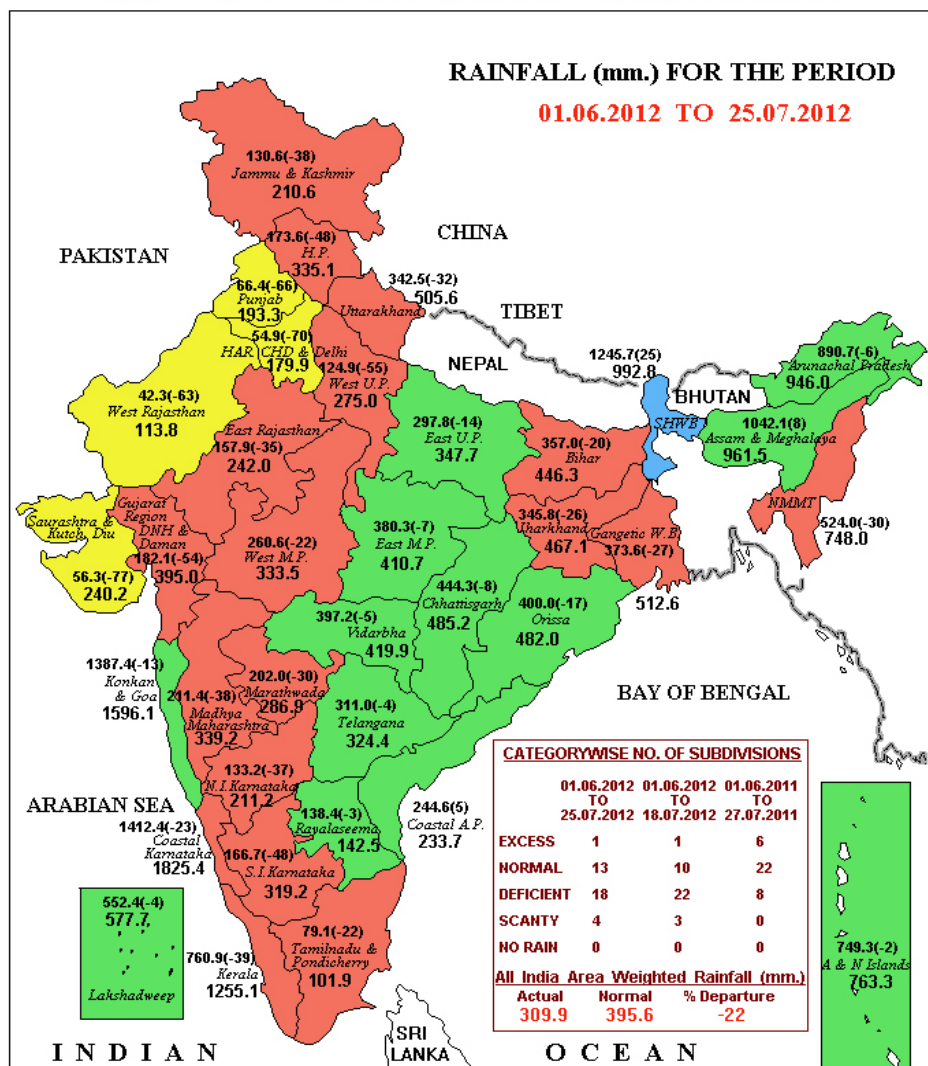 RAINFALL (mm.) FOR THE PERIOD
01.06.2012 TO 25.07.2012
130.6(-38)
Jammu & Kashmir
210.6
CHINA
173.6(-48)
H.P.
335.1
PAKISTAN
66.4(-66)
Punjab
193.3
342.5(-32)
505.6
Uttarakhand
TIBET
54.9(-70)
HAR CHD & Delhi
179.9
124.9(-55)
West U.P.
275.0
NEPAL
1245.7(25)
992.8
SHWB
BHUTAN
890.7(-6)
Arunachal Pradesh
946.0
42.3(-63)
West Rajasthan
113.8
East Rajasthan
157.9(-35)
242.0
297.8(-14)
East U.P.
347.7
357.0(-20)
Bihar
446.3
1042.1(8)
Assam & Meghalaya
961.5
NMMT
524.0(-30)
748.0
Saurashtra &
Kutch, Diu
56.3(-77)
240.2
Gujarat
Region
DNH &
Daman
182.1(-54)
395.0
260.6(-22)
West M.P.
333.5
380.3(-7)
East M.P.
410.7
345.8(-26)
Jharkhand
467.1
Gangetic W.B
373.6(-27)
512.6
444.3(-8)
Chhattisgarh
485.2
400.0(-17)
Orissa
482.0
397.2(-5)
Vidarbha
419.9
1387.4(-13)
Konkan
& Goa
1596.1
211.4(-38)
Madhya
Maharashtra
339.2
202.0(-30)
Marathwada
286.9
311.0(-4)
Telangana
324.4
BAY OF BENGAL
133.2(-37)
N.I.Karnataka
211.2
ARABIAN SEA
1412.4(-23)
Coastal
Karnataka
1825.4
138.4(-3)
Rayalaseema
142.5
244.6(5)
Coastal A.P.
233.7
166.7(-48)
S.I.Karnataka
319.2
552.4(-4)
577.7
Lakshadweep
760.9(-39)
Kerala
1255.1
79.1(-22)
Tamilnadu &
Pondicherry
101.9
749.3(-2)
A & N Islands
763.3
CATEGORYWISE NO. OF SUBDIVISIONS
01.06.2012 01.06.2012 01.06.2011
TO TO TO
25.07.2012 18.07.2012 27.07.2011
EXCESS 1 1 6
NORMAL 13 10 22
DEFICIENT 18 22 8
SCANTY 4 3 0
NO RAIN 0 0 0
All India Area Weighted Rainfall (mm.)
Actual Normal % Departure
309.9 395.6 -22
SRI
LANKA
INDIAN OCEAN